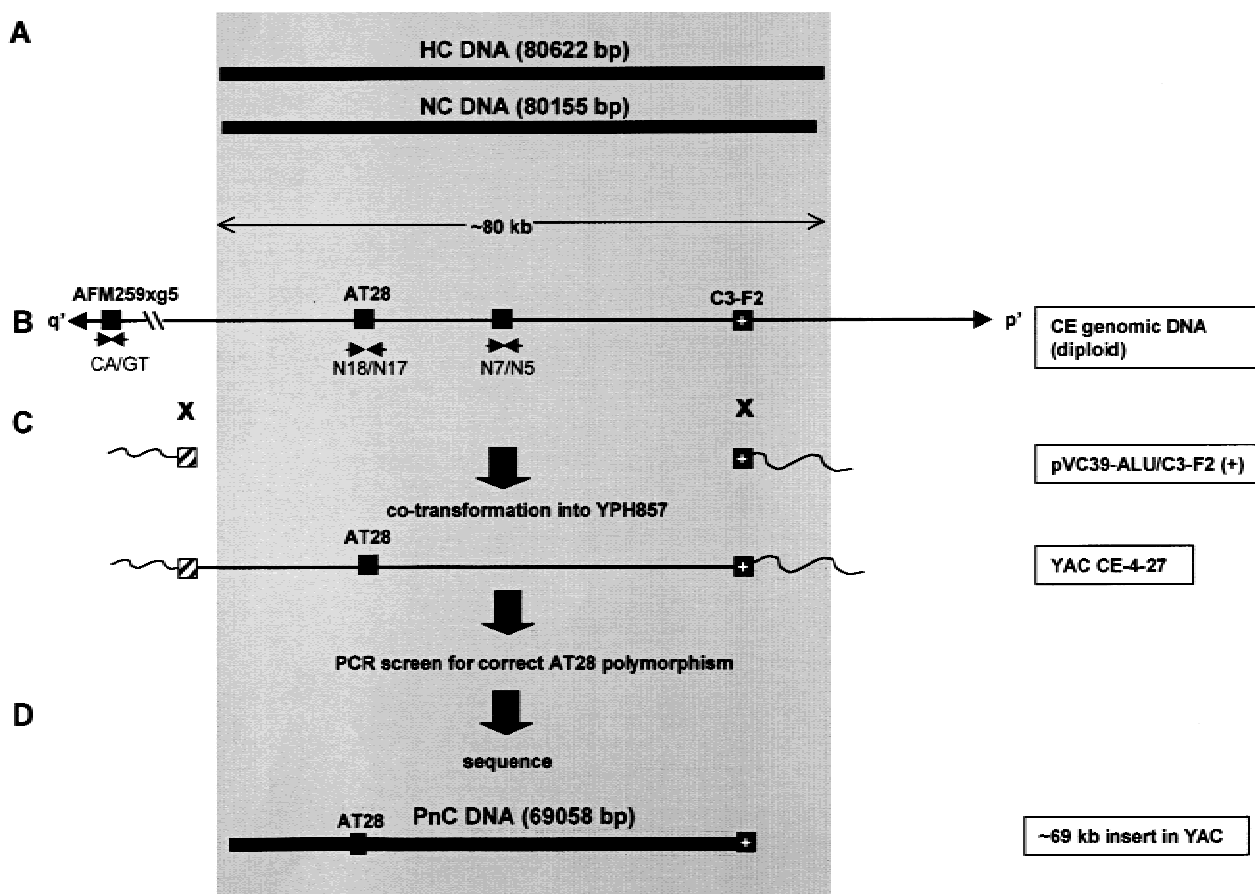 A
HC DNA (80622 bp)
NC DNA (80155 bp)
~80 kb
AFM259xg5
AT28
C3-F2
B
q'
+
p'
CE genomic DNA
(diploid)
CA/GT
N18/N17
N7/N5
X
X
C
+
pVC39-ALU/C3-F2 (+)
co-transformation into YPH857
AT28
+
YAC CE-4-27
PCR screen for correct AT28 polymorphism
D
sequence
PnC DNA (69058 bp)
AT28
+
~69 kb insert in YAC